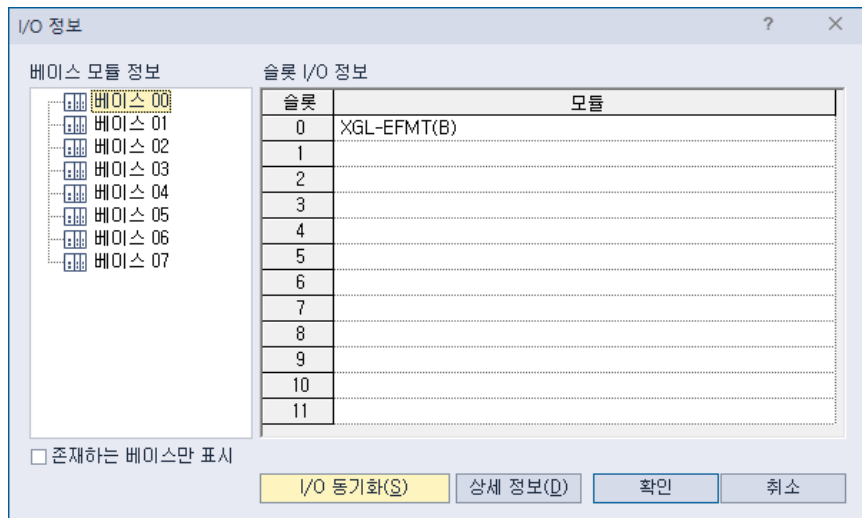 I/O 정보
?
베이스 모듈 정보
슬롯 I/O 정보
베이스 00
베이스 01
베이스 02
베이스 03
베이스 04
베이스 05
베이스 06
베이스 07
슬롯 모듈
0 XGL-EFMT(B)
1
2
3
4
5
6
7
8
9
10
11
존재하는 베이스만 표시
I/O 동기화(S) 상세 정보(D) 확인 취소